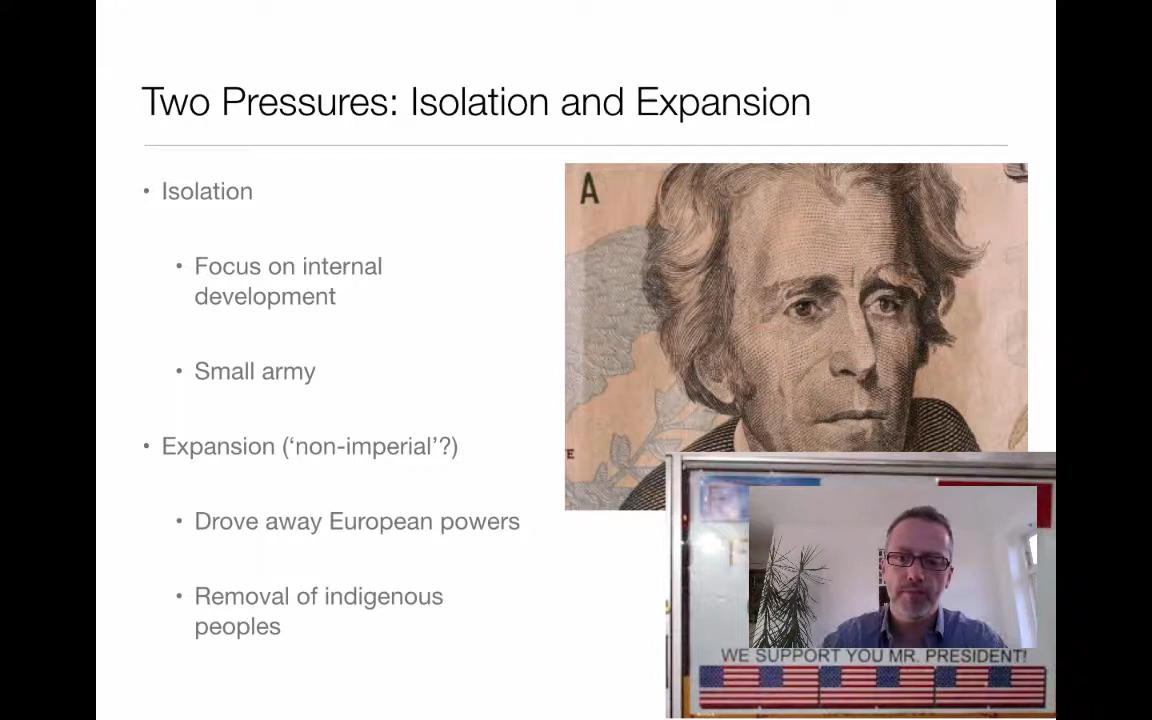 Two Pressures: Isolation and Expansion
• Isolation
• Focus on internal
development
• Small army
• Expansion (‘non-imperial’?)
• Drove away European powers
• Removal of indigenous
peoples
A
E
WE SUPPORT YOU MR. PRESIDENT!